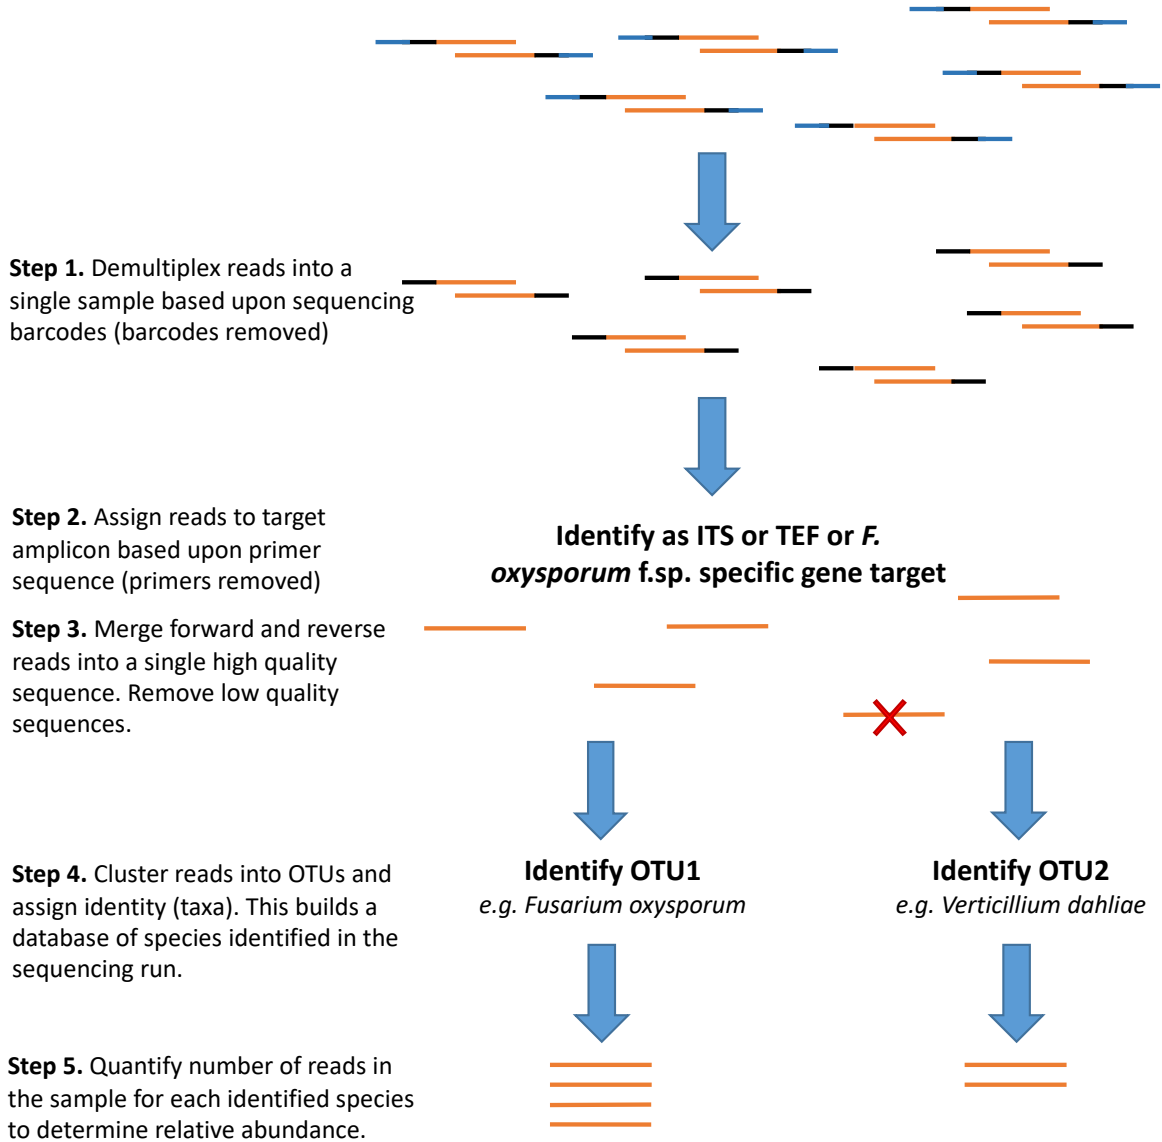 Step 1. Demultiplex reads into a
single sample based upon sequencing
barcodes (barcodes removed)
Step 2. Assign reads to target
amplicon based upon primer
sequence (primers removed)
Identify as ITS or TEF or F.
oxysporum f.sp. specific gene target
Step 3. Merge forward and reverse
reads into a single high quality
sequence. Remove low quality
sequences.
Step 4. Cluster reads into OTUs and
assign identity (taxa). This builds a
database of species identified in the
sequencing run.
Identify OTU1
e.g. Fusarium oxysporum
Identify OTU2
e.g. Verticillium dahliae
Step 5. Quantify number of reads in
the sample for each identified species
to determine relative abundance.